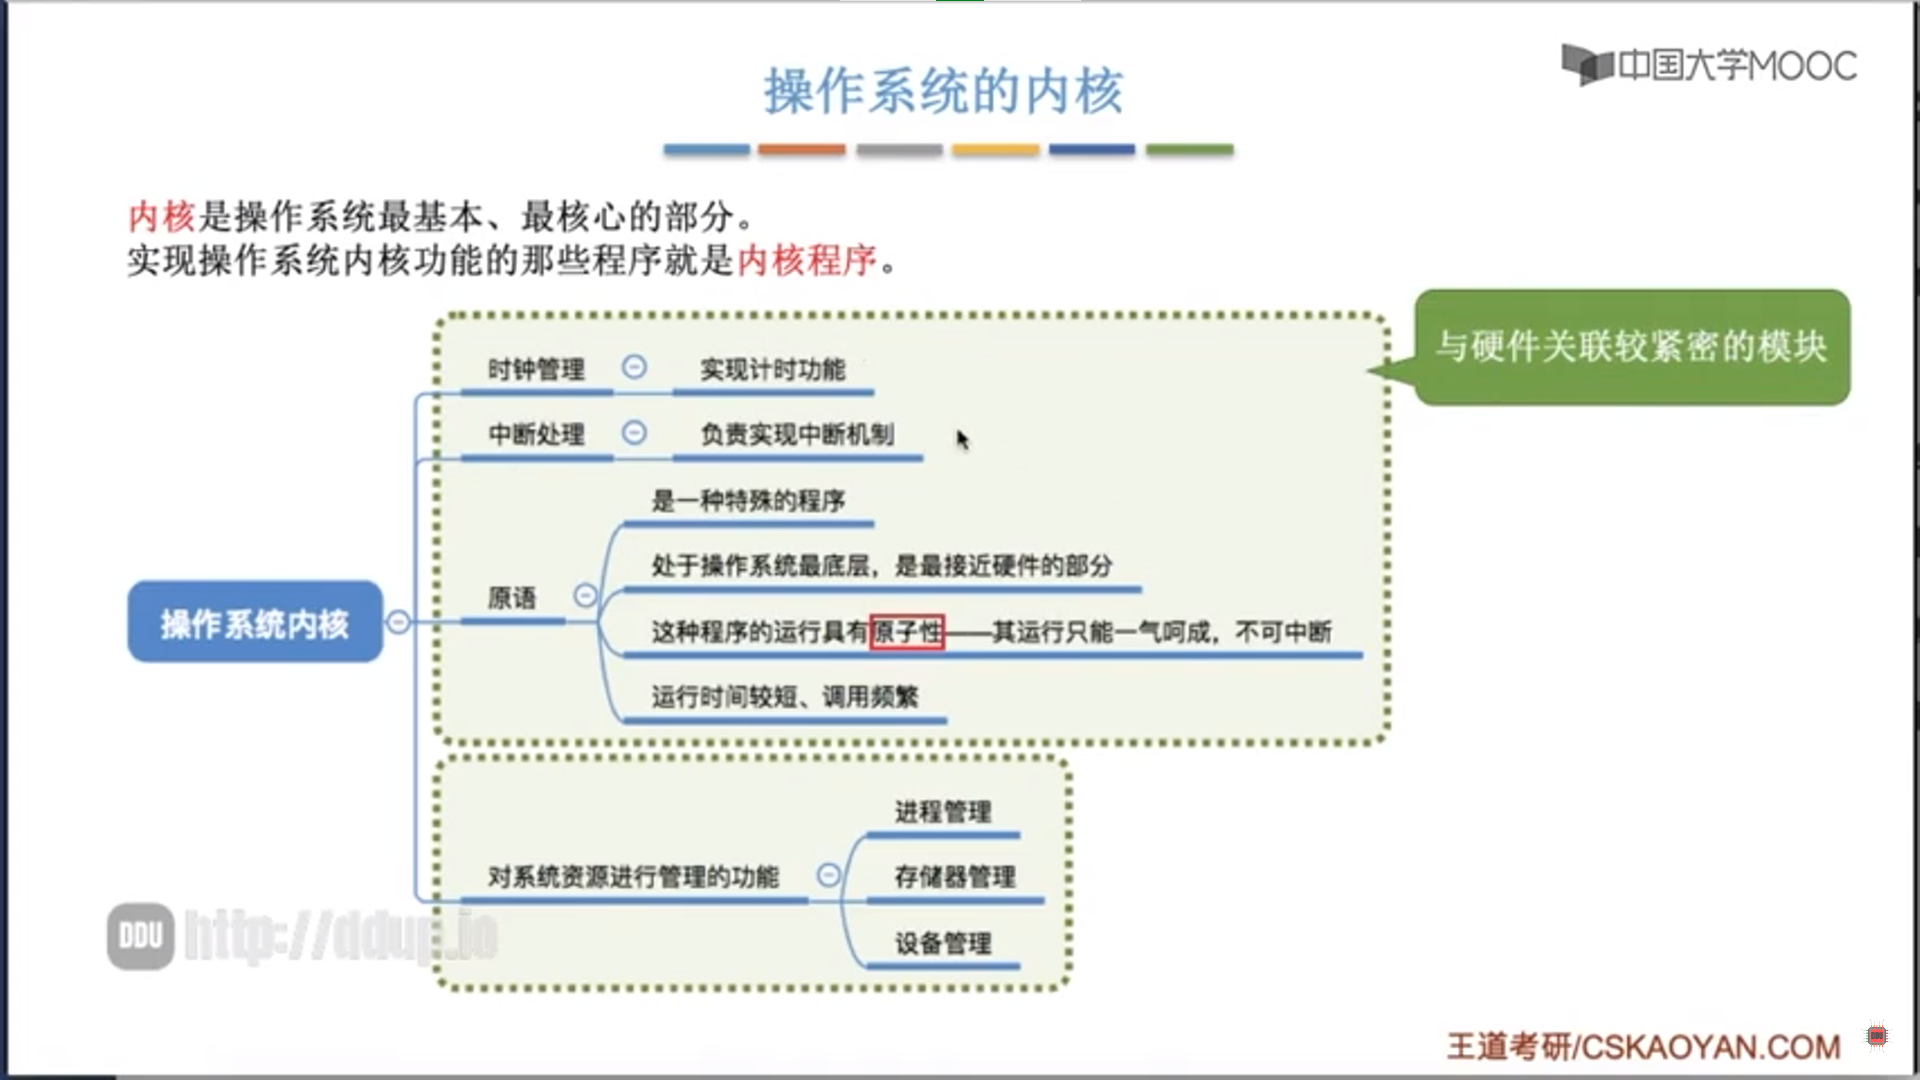 中国大学MOOC
操作系统的内核
内核是操作系统最基本、最核心的部分。
实现操作系统内核功能的那些程序就是内核程序。
与硬件关联较紧密的模块
时钟管理
实现计时功能
中断处理
负责实现中断机制
原语
是一种特殊的程序
处于操作系统最底层，是最接近硬件的部分
这种程序的运行具有原子性——其运行只能一气呵成，不可中断
运行时间较短、调用频繁
操作系统内核
对系统资源进行管理的功能
进程管理
存储器管理
设备管理
DDU http://ddup.io
王道考研/CSKAOYAN.COM